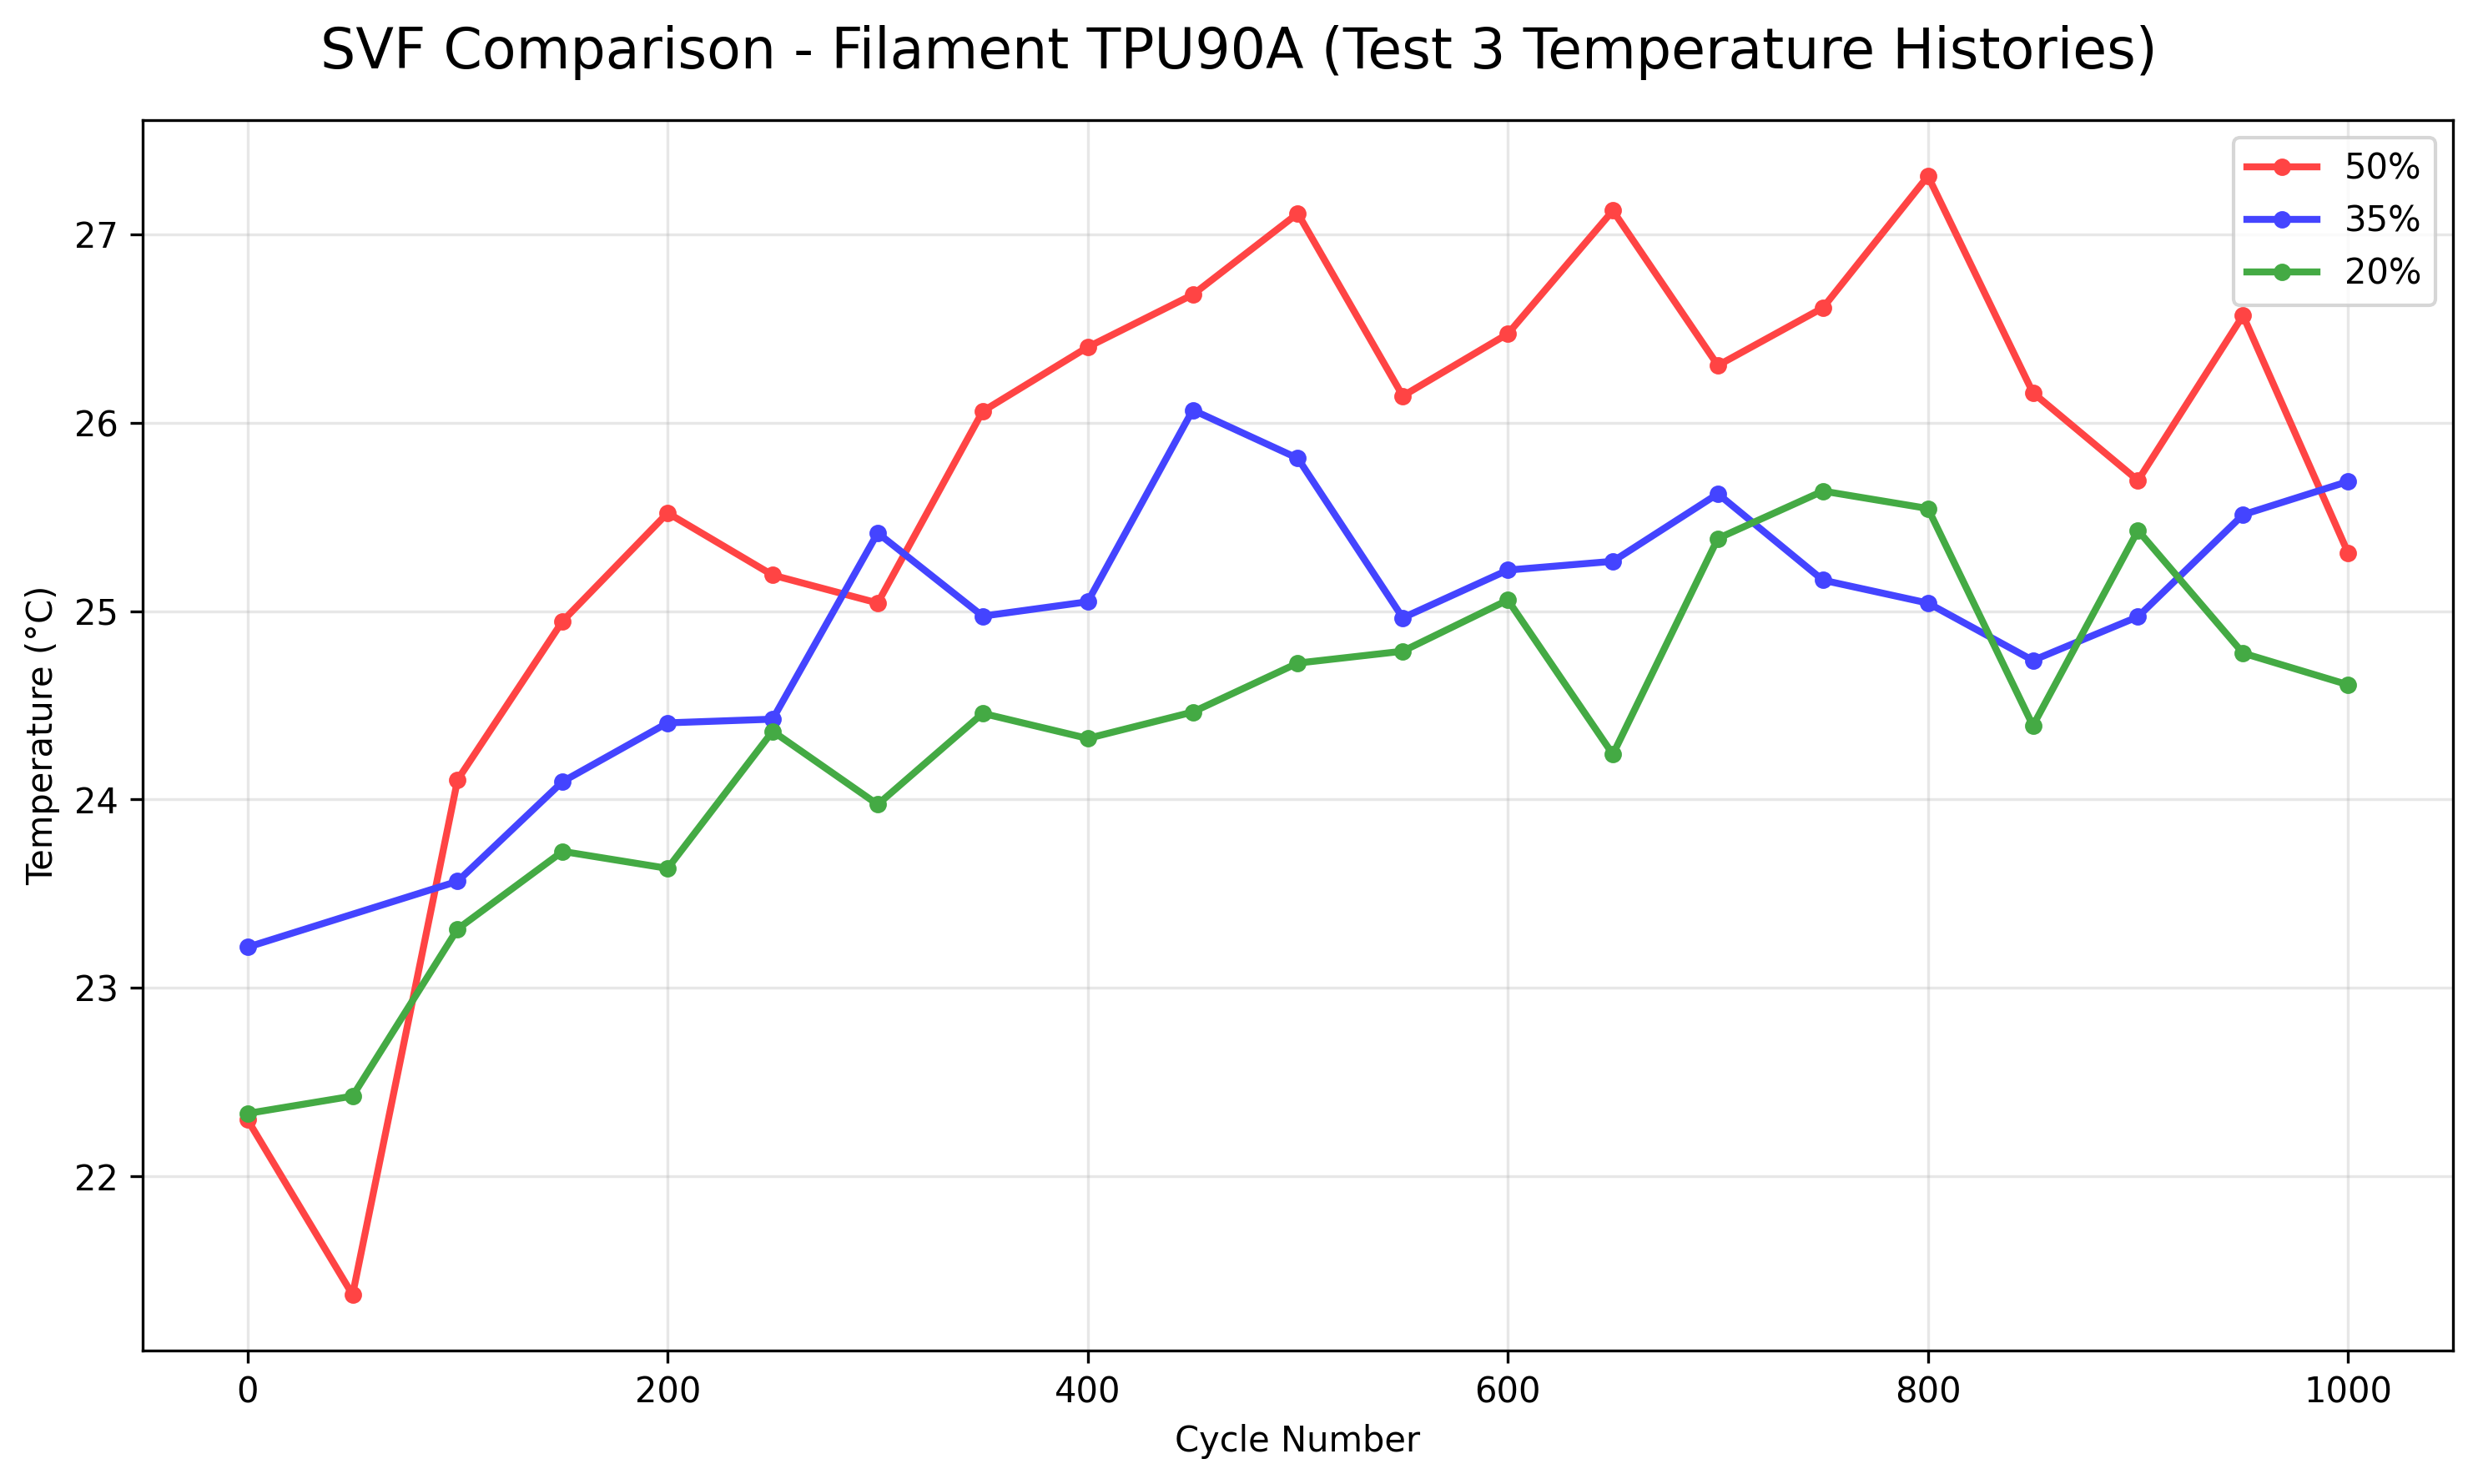 SVF Comparison - Filament TPU90A (Test 3 Temperature Histories)
50%
35%
20%
27
26
25
24
23
22
Temperature (°C)
0 200 400 600 800 1000
Cycle Number